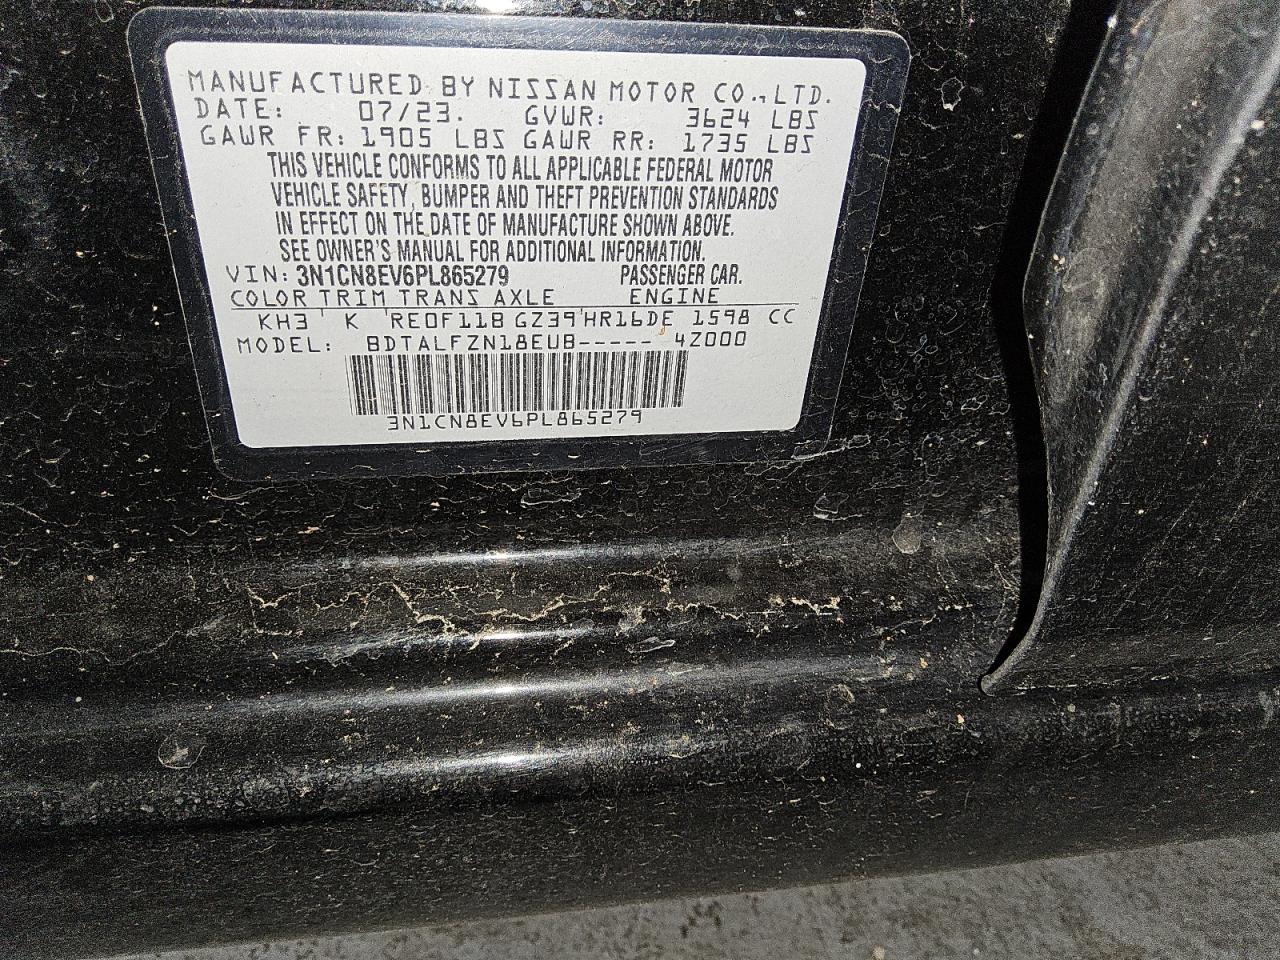 MANUFACTURED BY NISSAN MOTOR CO., LTD.
DATE: 07/23. GVWR: 3624 LBS
GAWR FR: 1905 LBS GAWR RR: 1735 LBS
THIS VEHICLE CONFORMS TO ALL APPLICABLE FEDERAL MOTOR
VEHICLE SAFETY, BUMPER AND THEFT PREVENTION STANDARDS
IN EFFECT ON THE DATE OF MANUFACTURE SHOWN ABOVE.
SEE OWNER'S MANUAL FOR ADDITIONAL INFORMATION.
VIN: 3N1CN8EV6PL865279 PASSENGER CAR.
COLOR TRIM TRANS AXLE ENGINE
KH3 K RE0F11B GZ39 HR16DE 1598 CC
MODEL: BDTALFZN18EUB----- 4Z000
3N1CN8EV6PL865279